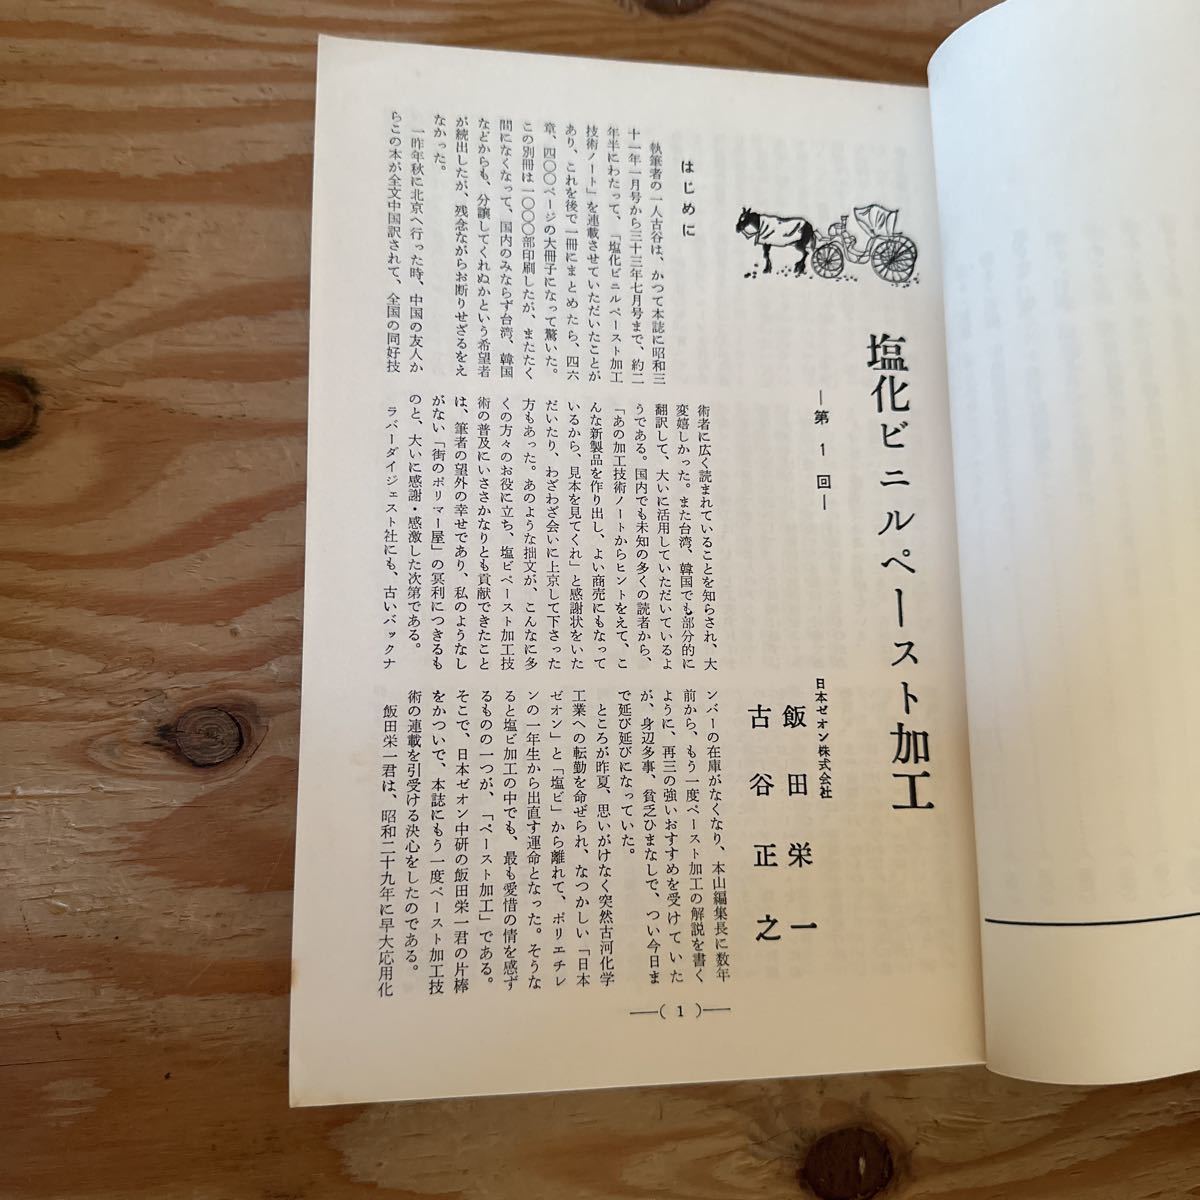 塩化ビニルペースト加工
―第1回―
日本ゼオン株式会社
飯田栄一
古谷正之
はじめに
執筆者の一人古谷は、かつて本誌に昭和三
十一年一月号から三十三年七月号まで、約二
年半にわたって、「塩化ビニルペースト加工
技術ノート」を連載させていただいたことが
あり、これを後で一冊にまとめたら、四六
章、四〇〇ページの大冊子になって驚いた。
この別冊は一〇〇〇部印刷したが、またたく
間になくなって、国内のみならず台湾、韓国
などからも、分譲してくれぬかという希望者
が続出したが、残念ながらお断りせざるをえ
なかった。
一昨年秋に北京へ行った時、中国の友人か
らこの本が全文中国訳されて、全国の同好技
術者に広く読まれていることを知らされ、大
変嬉しかった。また台湾、韓国でも部分的に
翻訳して、大いに活用していただいているよ
うである。国内でも未知の多くの読者から、
「あの加工技術ノートからヒントをえて、こ
んな新製品を作り出し、よい商売にもなって
いるから、見本を見てくれ」と感謝状をいた
だいたり、わざわざ会いに上京して下さった
方もあった。あのような拙文が、こんなに多
くの方々のお役に立ち、塩ビペースト加工技
術の普及にいささかなりとも貢献できたこと
は、筆者の望外の幸せであり、私のようなし
がない「街のポリマー屋」の冥利につきるも
のと、大いに感謝・感激した次第である。
ラバーダイジェスト社にも、古いバックナ
ンバーの在庫がなくなり、本山編集長に数年
前から、もう一度ペースト加工の解説を書く
ように、再三の強いおすすめを受けていた
が、身辺多事、貧乏ひまなしで、つい今日ま
で延び延びになっていた。
ところが昨夏、思いがけなく突然古河化学
工業への転勤を命ぜられ、なつかしい「日本
ゼオン」と「塩ビ」から離れて、ポリエチレ
ンの一年生から出直す運命となった。そうな
ると塩ビ加工の中でも、最も愛惜の情を感ず
るものの一つが、「ペースト加工」である。
そこで、日本ゼオン中研の飯田栄一君の片棒
をかついで、本誌にもう一度ペースト加工技
術の連載を引受ける決心をしたのである。
飯田栄一君は、昭和二十九年に早大応用化
―( 1 )―